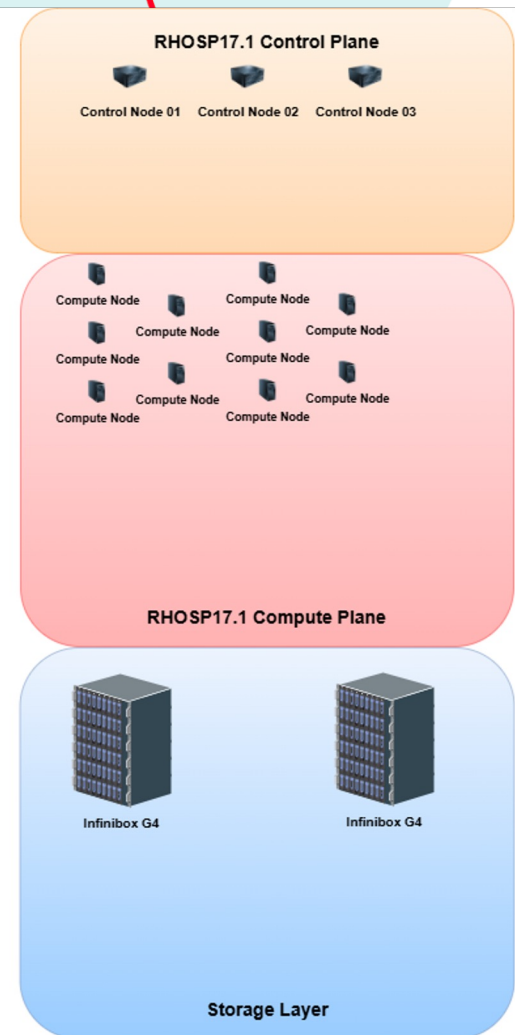 RHOSP17.1 Control Plane
Control Node 01 Control Node 02 Control Node 03
Compute Node Compute Node
Compute Node Compute Node
Compute Node Compute Node
Compute Node Compute Node
Compute Node Compute Node
RHOSP17.1 Compute Plane
Infinibox G4 Infinibox G4
Storage Layer